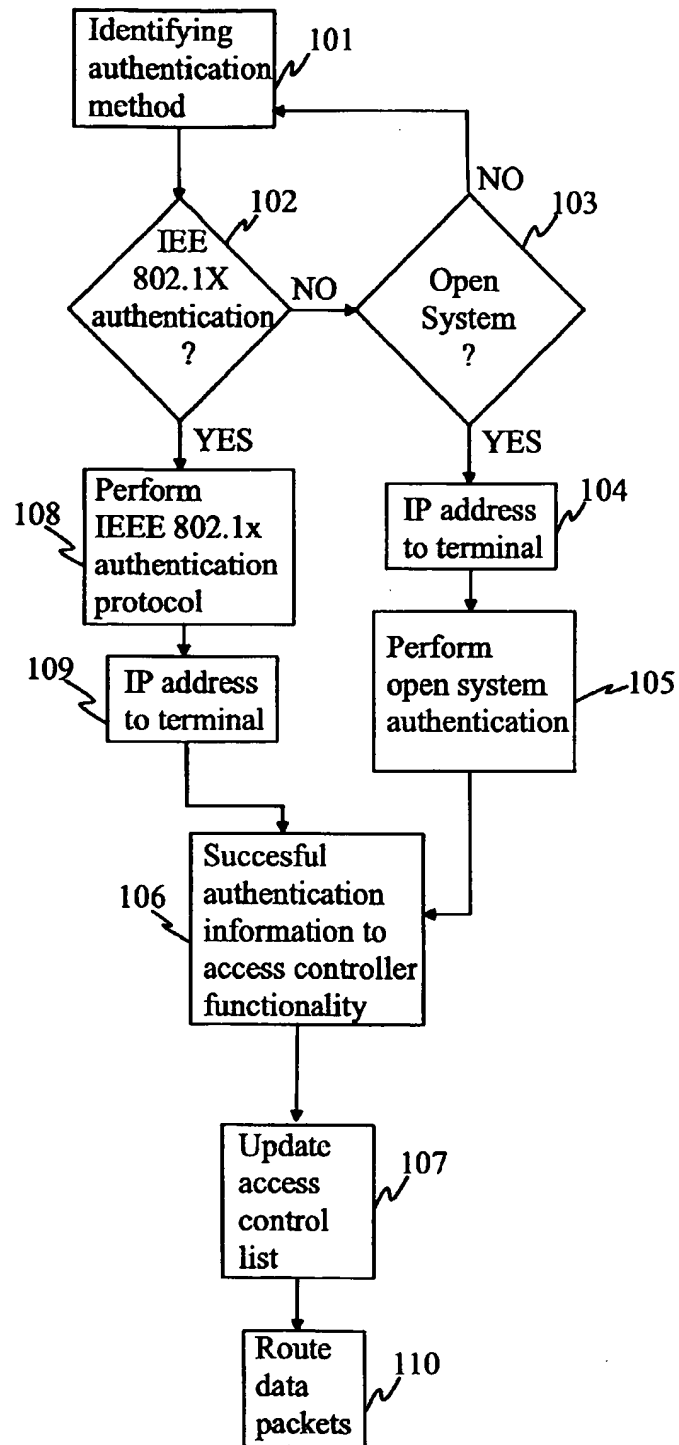 Identifying
authentication
method
101
102
IEE
802.1X
authentication
?
NO
NO
103
Open
System
?
YES
YES
108
Perform
IEEE 802.1x
authentication
protocol
104
IP address
to terminal
109
IP address
to terminal
Perform
open system
authentication
105
106
Succesful
authentication
information to
access controller
functionality
Update
access
control
list
107
Route
data
packets
110